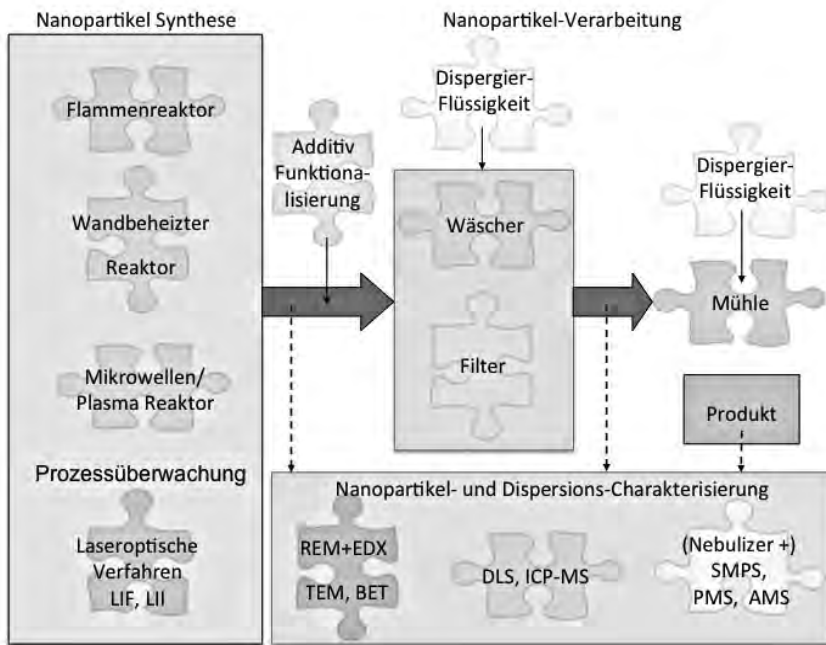 Nanopartikel Synthese
Flammenreaktor
Wandbeheizter
Reaktor
Mikrowellen/
Plasma Reaktor
Prozessüberwachung
Laseroptische
Verfahren
LIF, LII
Additiv
Funktiona-
lisierung
Nanopartikel-Verarbeitung
Dispergier-
Flüssigkeit
Wäscher
Filter
Dispergier-
Flüssigkeit
Mühle
Produkt
Nanopartikel- und Dispersions-Charakterisierung
REM+EDX
TEM, BET
DLS, ICP-MS
(Nebulizer +)
SMPS,
PMS, AMS